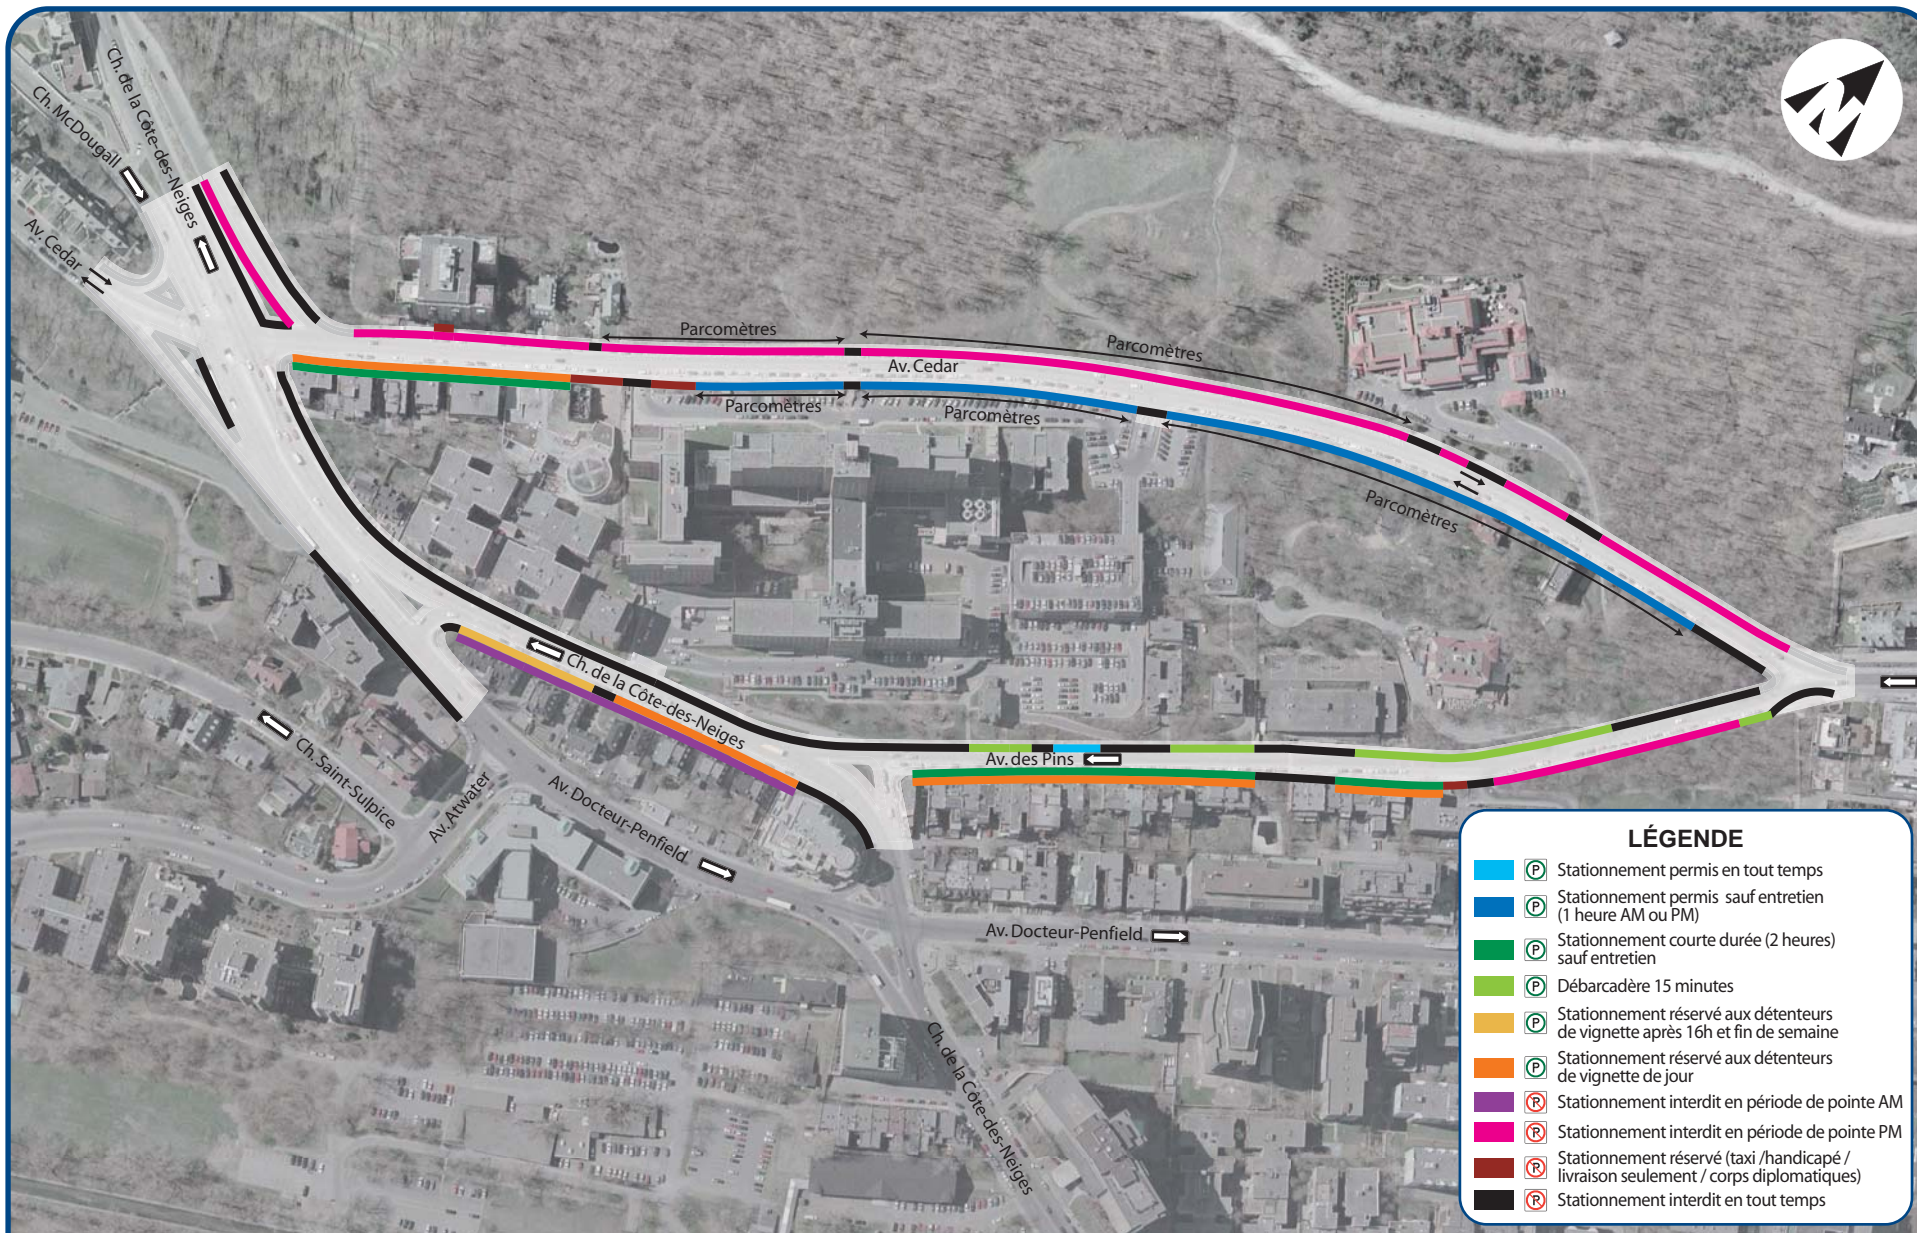 Ch. de la Côte-des-Neiges
Ch. McDougall
Av. Cedar
Parcomètres
Parcomètres
Av. Cedar
Parcomètres
Parcomètres
Parcomètres
Ch. de la Côte-des-Neiges
Av. des Pins
Ch. Saint-Sulpice
Av. Atwater
Av. Docteur-Penfield
Av. Docteur-Penfield
Ch. de la Côte-des-Neiges
LÉGENDE
P Stationnement permis en tout temps
P Stationnement permis sauf entretien
(1 heure AM ou PM)
P Stationnement courte durée (2 heures)
sauf entretien
P Débarcadère 15 minutes
P Stationnement réservé aux détenteurs
de vignette après 16h et fin de semaine
P Stationnement réservé aux détenteurs
de vignette de jour
P Stationnement interdit en période de pointe AM
P Stationnement interdit en période de pointe PM
P Stationnement réservé (taxi /handicapé /
livraison seulement / corps diplomatiques)
P Stationnement interdit en tout temps